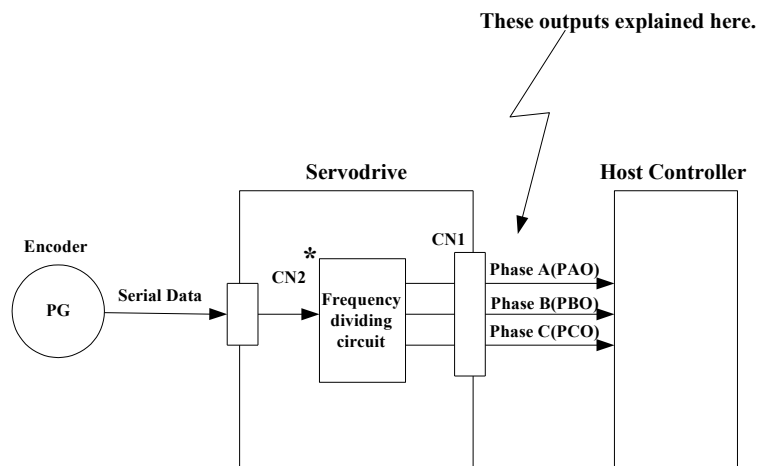 These outputs explained here.
Servodrive
Host Controller
Encoder
PG
Serial Data
CN2
*
Frequency
dividing
circuit
CN1
Phase A(PAO)
Phase B(PBO)
Phase C(PCO)